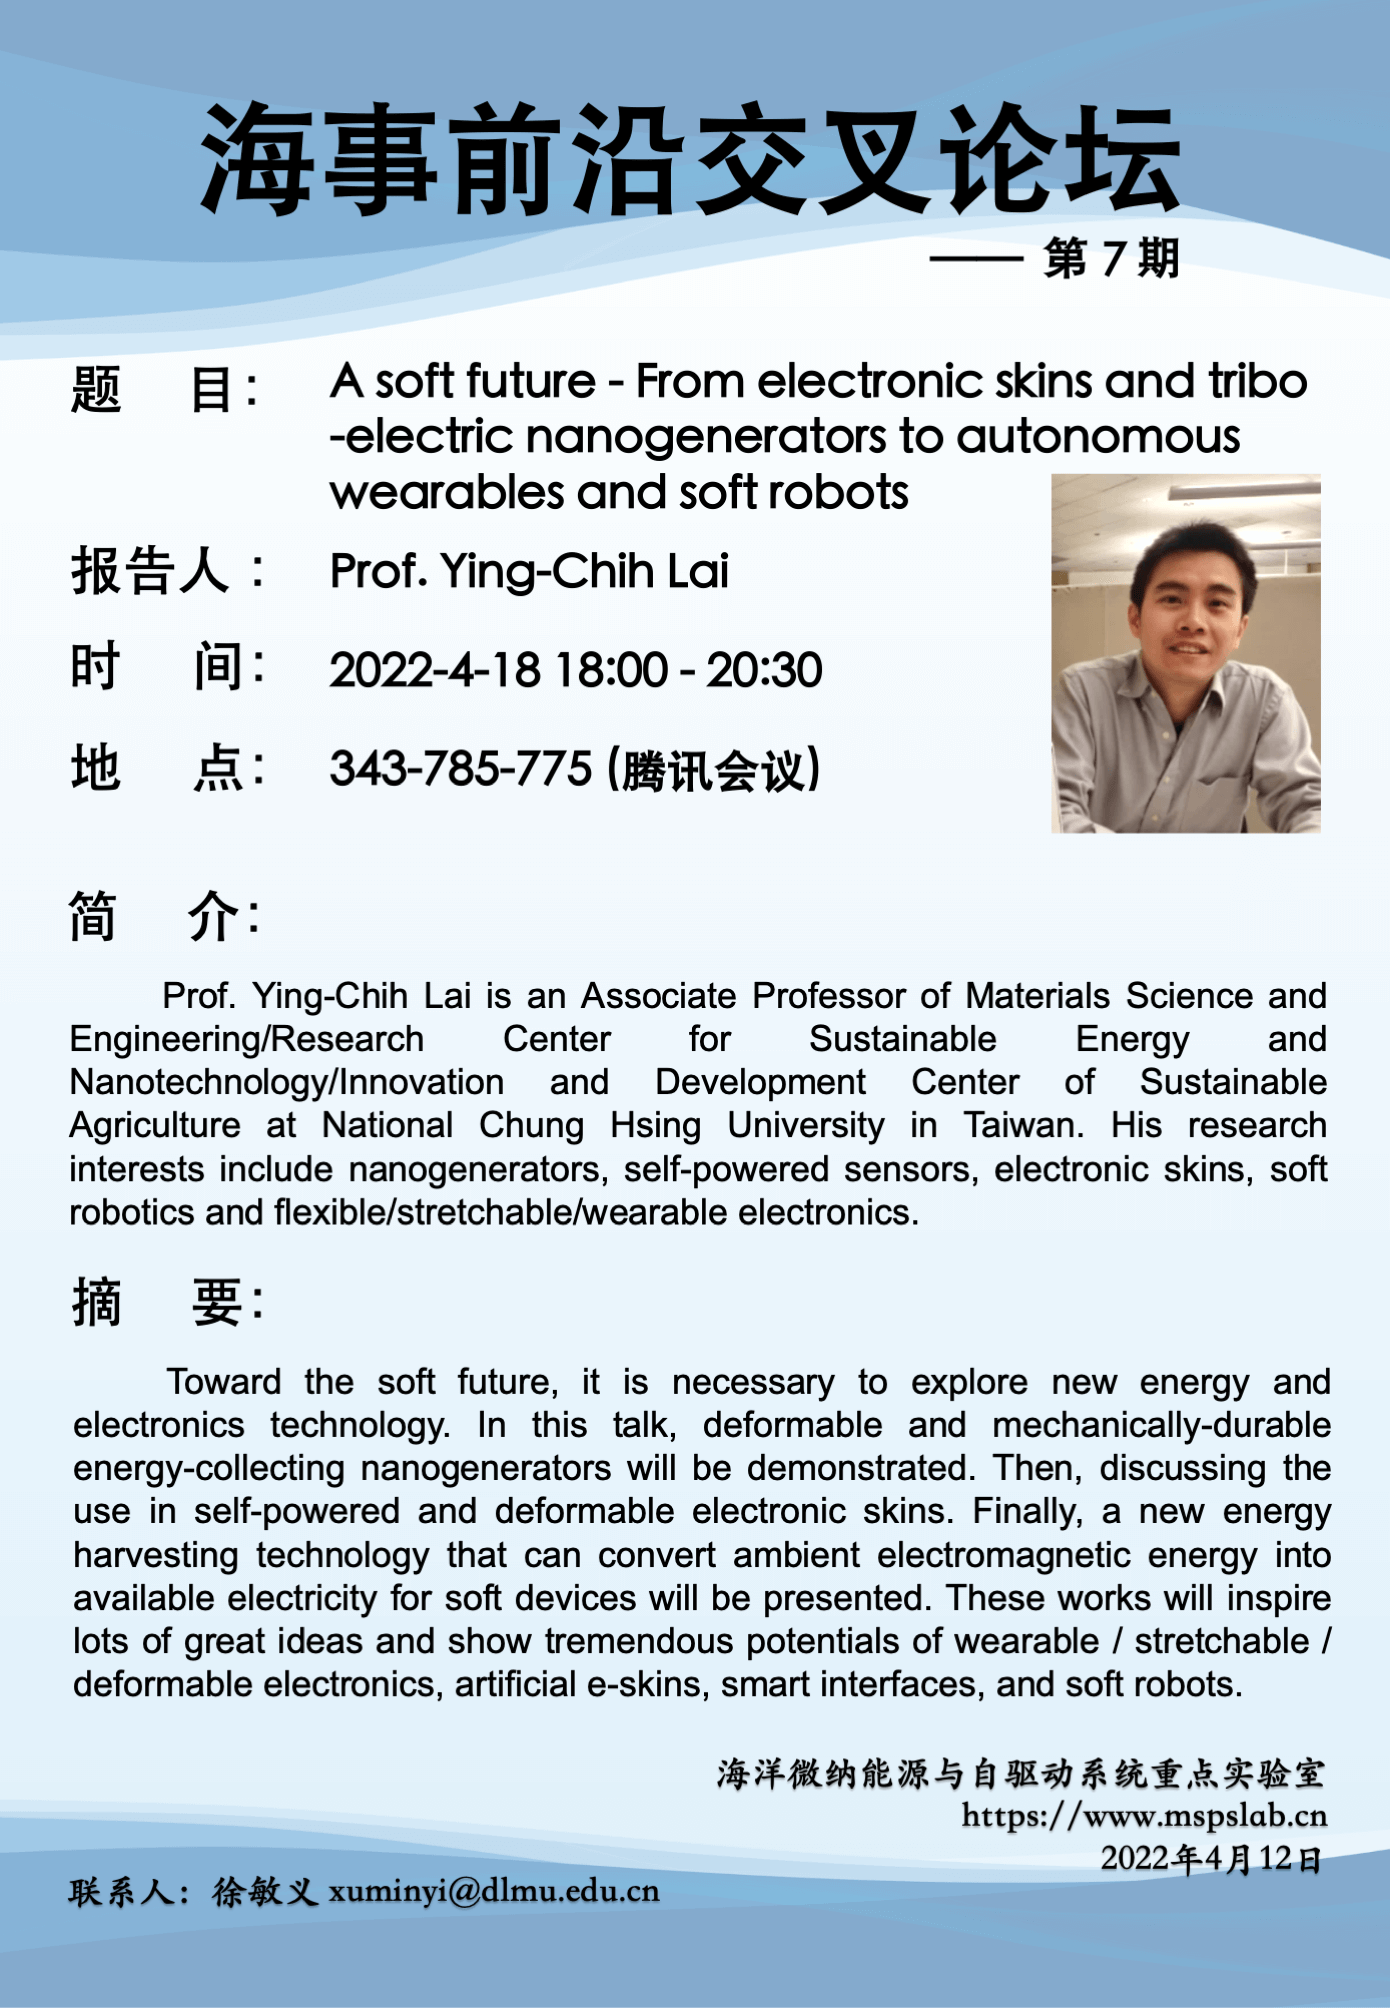 海事前沿交叉论坛
—— 第 7 期
题 目： A soft future - From electronic skins and tribo
-electric nanogenerators to autonomous
wearables and soft robots
报告人： Prof. Ying-Chih Lai
时 间： 2022-4-18 18:00 - 20:30
地 点： 343-785-775 (腾讯会议)
简 介：
Prof. Ying-Chih Lai is an Associate Professor of Materials Science and
Engineering/Research Center for Sustainable Energy and
Nanotechnology/Innovation and Development Center of Sustainable
Agriculture at National Chung Hsing University in Taiwan. His research
interests include nanogenerators, self-powered sensors, electronic skins, soft
robotics and flexible/stretchable/wearable electronics.
摘 要：
Toward the soft future, it is necessary to explore new energy and
electronics technology. In this talk, deformable and mechanically-durable
energy-collecting nanogenerators will be demonstrated. Then, discussing the
use in self-powered and deformable electronic skins. Finally, a new energy
harvesting technology that can convert ambient electromagnetic energy into
available electricity for soft devices will be presented. These works will inspire
lots of great ideas and show tremendous potentials of wearable / stretchable /
deformable electronics, artificial e-skins, smart interfaces, and soft robots.
海洋微纳能源与自驱动系统重点实验室
https://www.mspslab.cn
2022年4月12日
联系人：徐敏义 xuminyi@dlmu.edu.cn